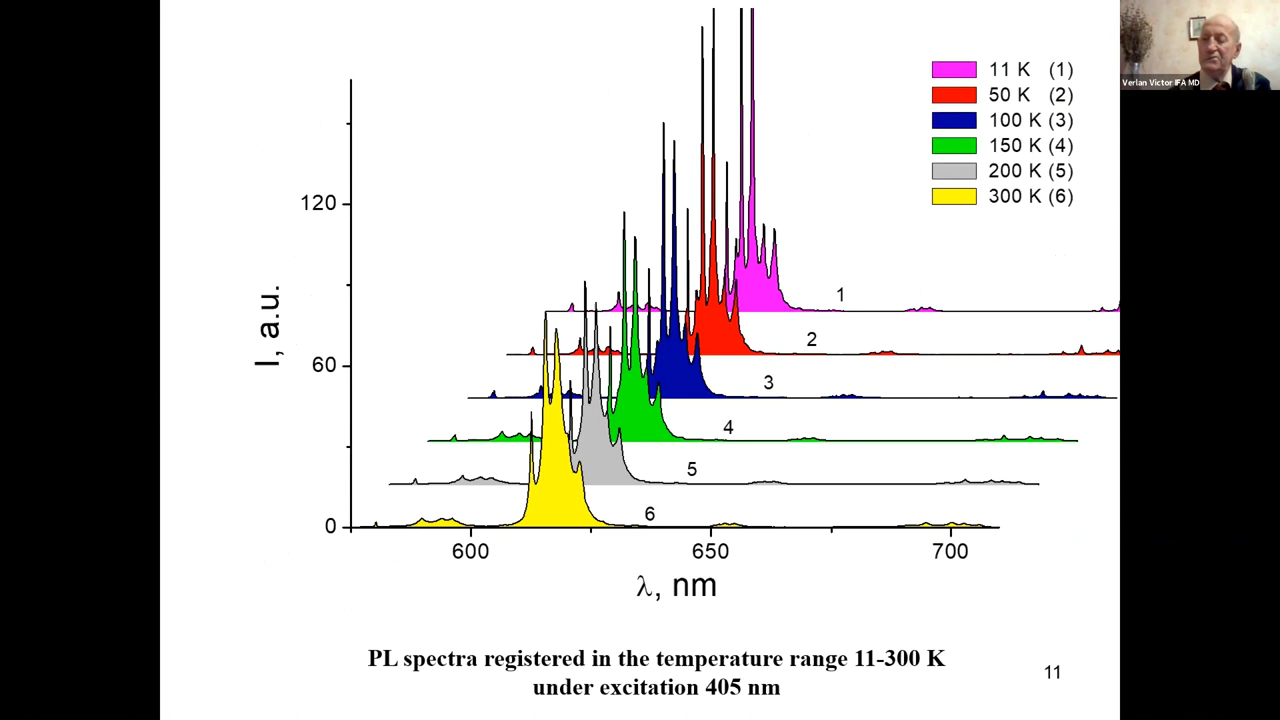 Verlan Victor IFA MD
11 K (1)
50 K (2)
100 K (3)
150 K (4)
200 K (5)
300 K (6)
120
60
0
I, a.u.
1
2
3
4
5
6
600
650
700
λ, nm
PL spectra registered in the temperature range 11-300 K
under excitation 405 nm
11